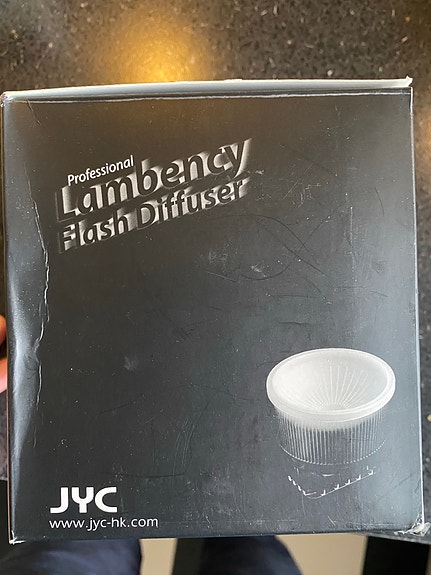 Professional
Lambency
Flash Diffuser
JYC
www.jyc-hk.com